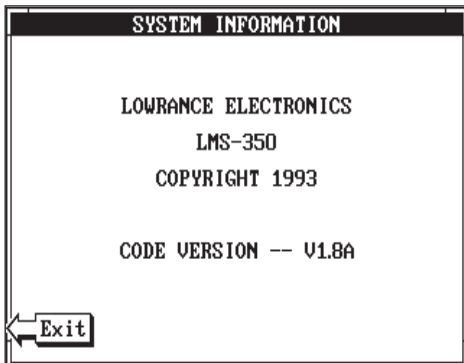 SYSTEM INFORMATION
LOWRANCE ELECTRONICS
LMS-350
COPYRIGHT 1993
CODE VERSION -- V1.8A
Exit